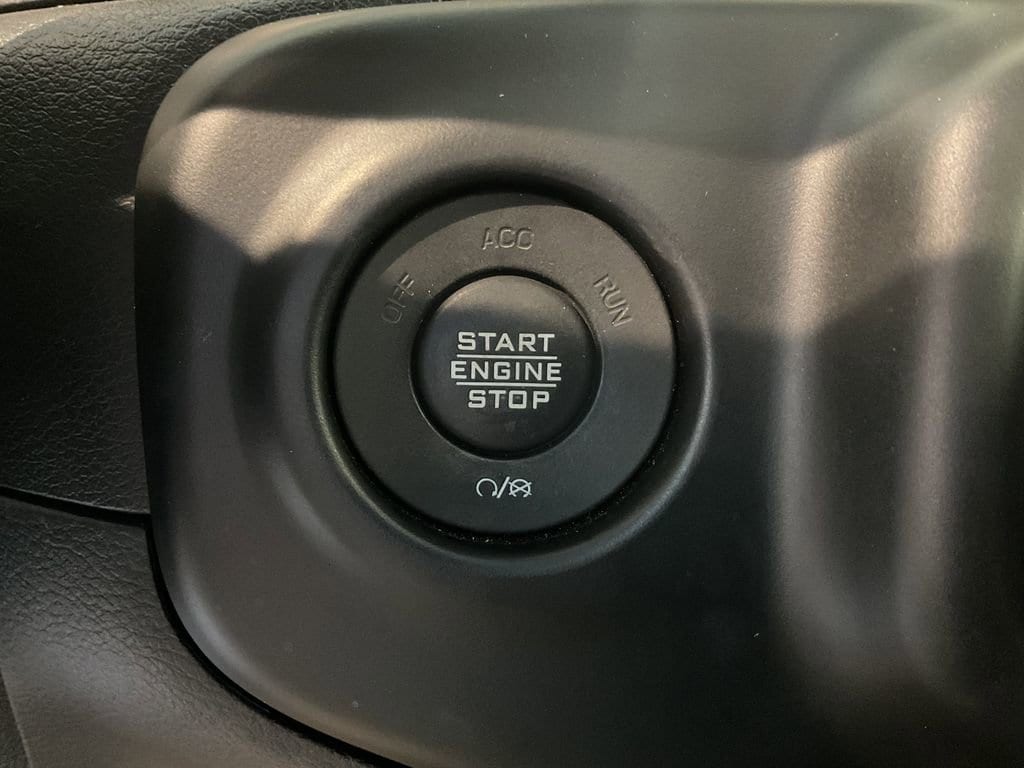 OFF
ACC
RUN
START
ENGINE
STOP